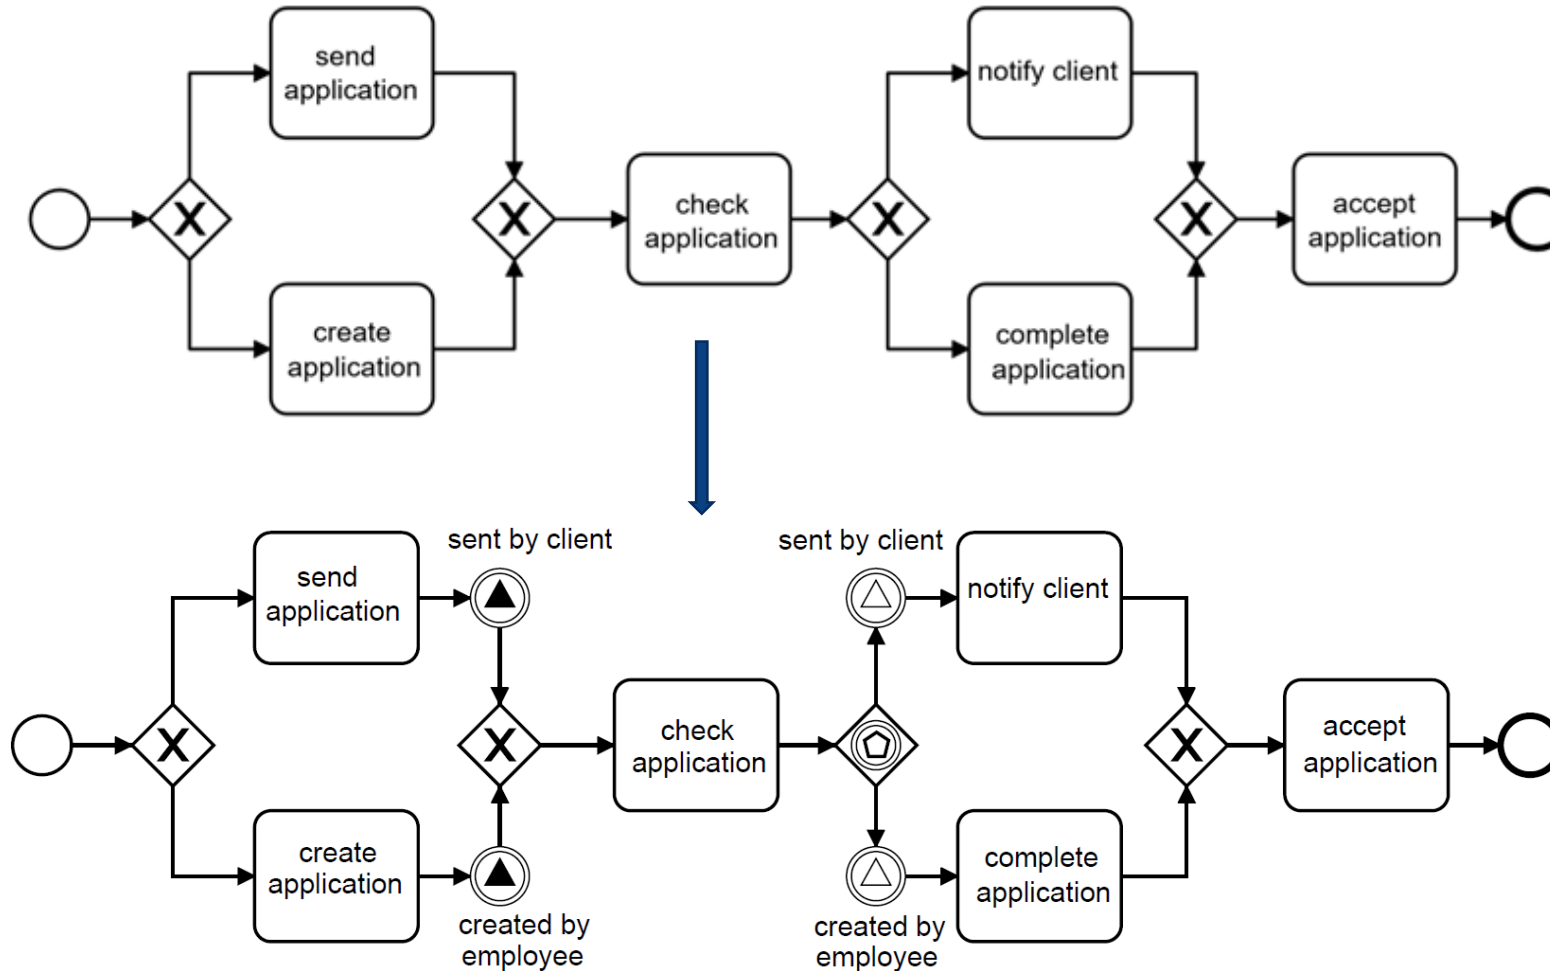 send
application
notify client
check
application
accept
application
create
application
complete
application
sent by client
sent by client
send
application
notify client
check
application
accept
application
create
application
complete
application
created by
employee
created by
employee